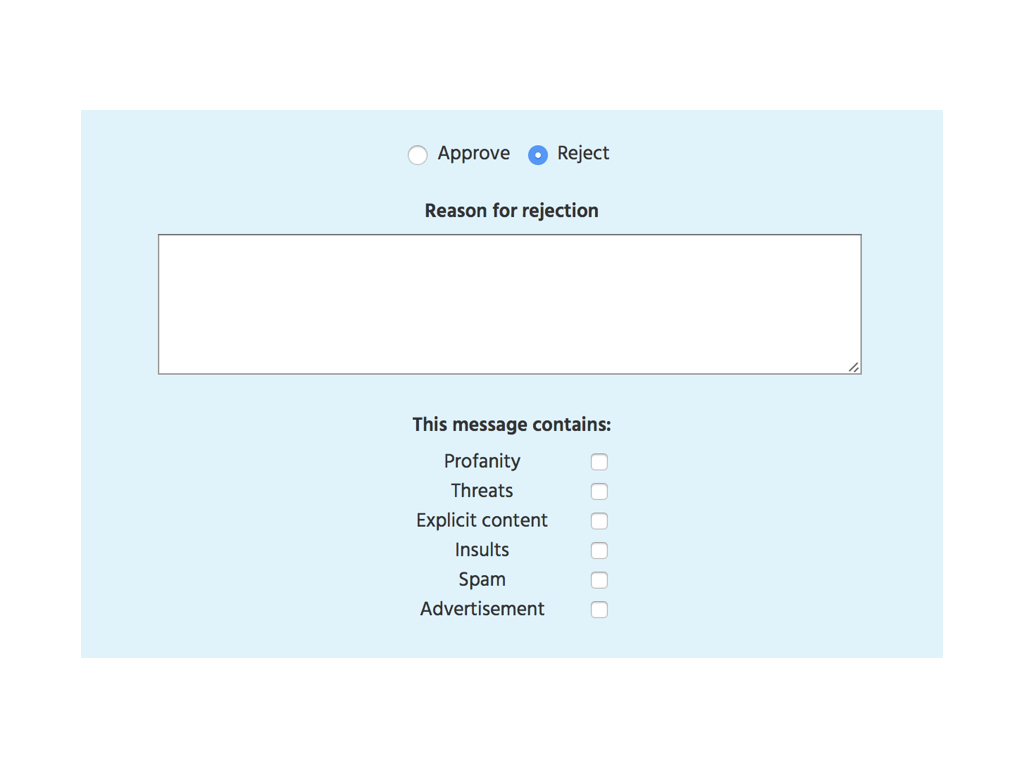 Approve Reject
Reason for rejection
This message contains:
Profanity
Threats
Explicit content
Insults
Spam
Advertisement